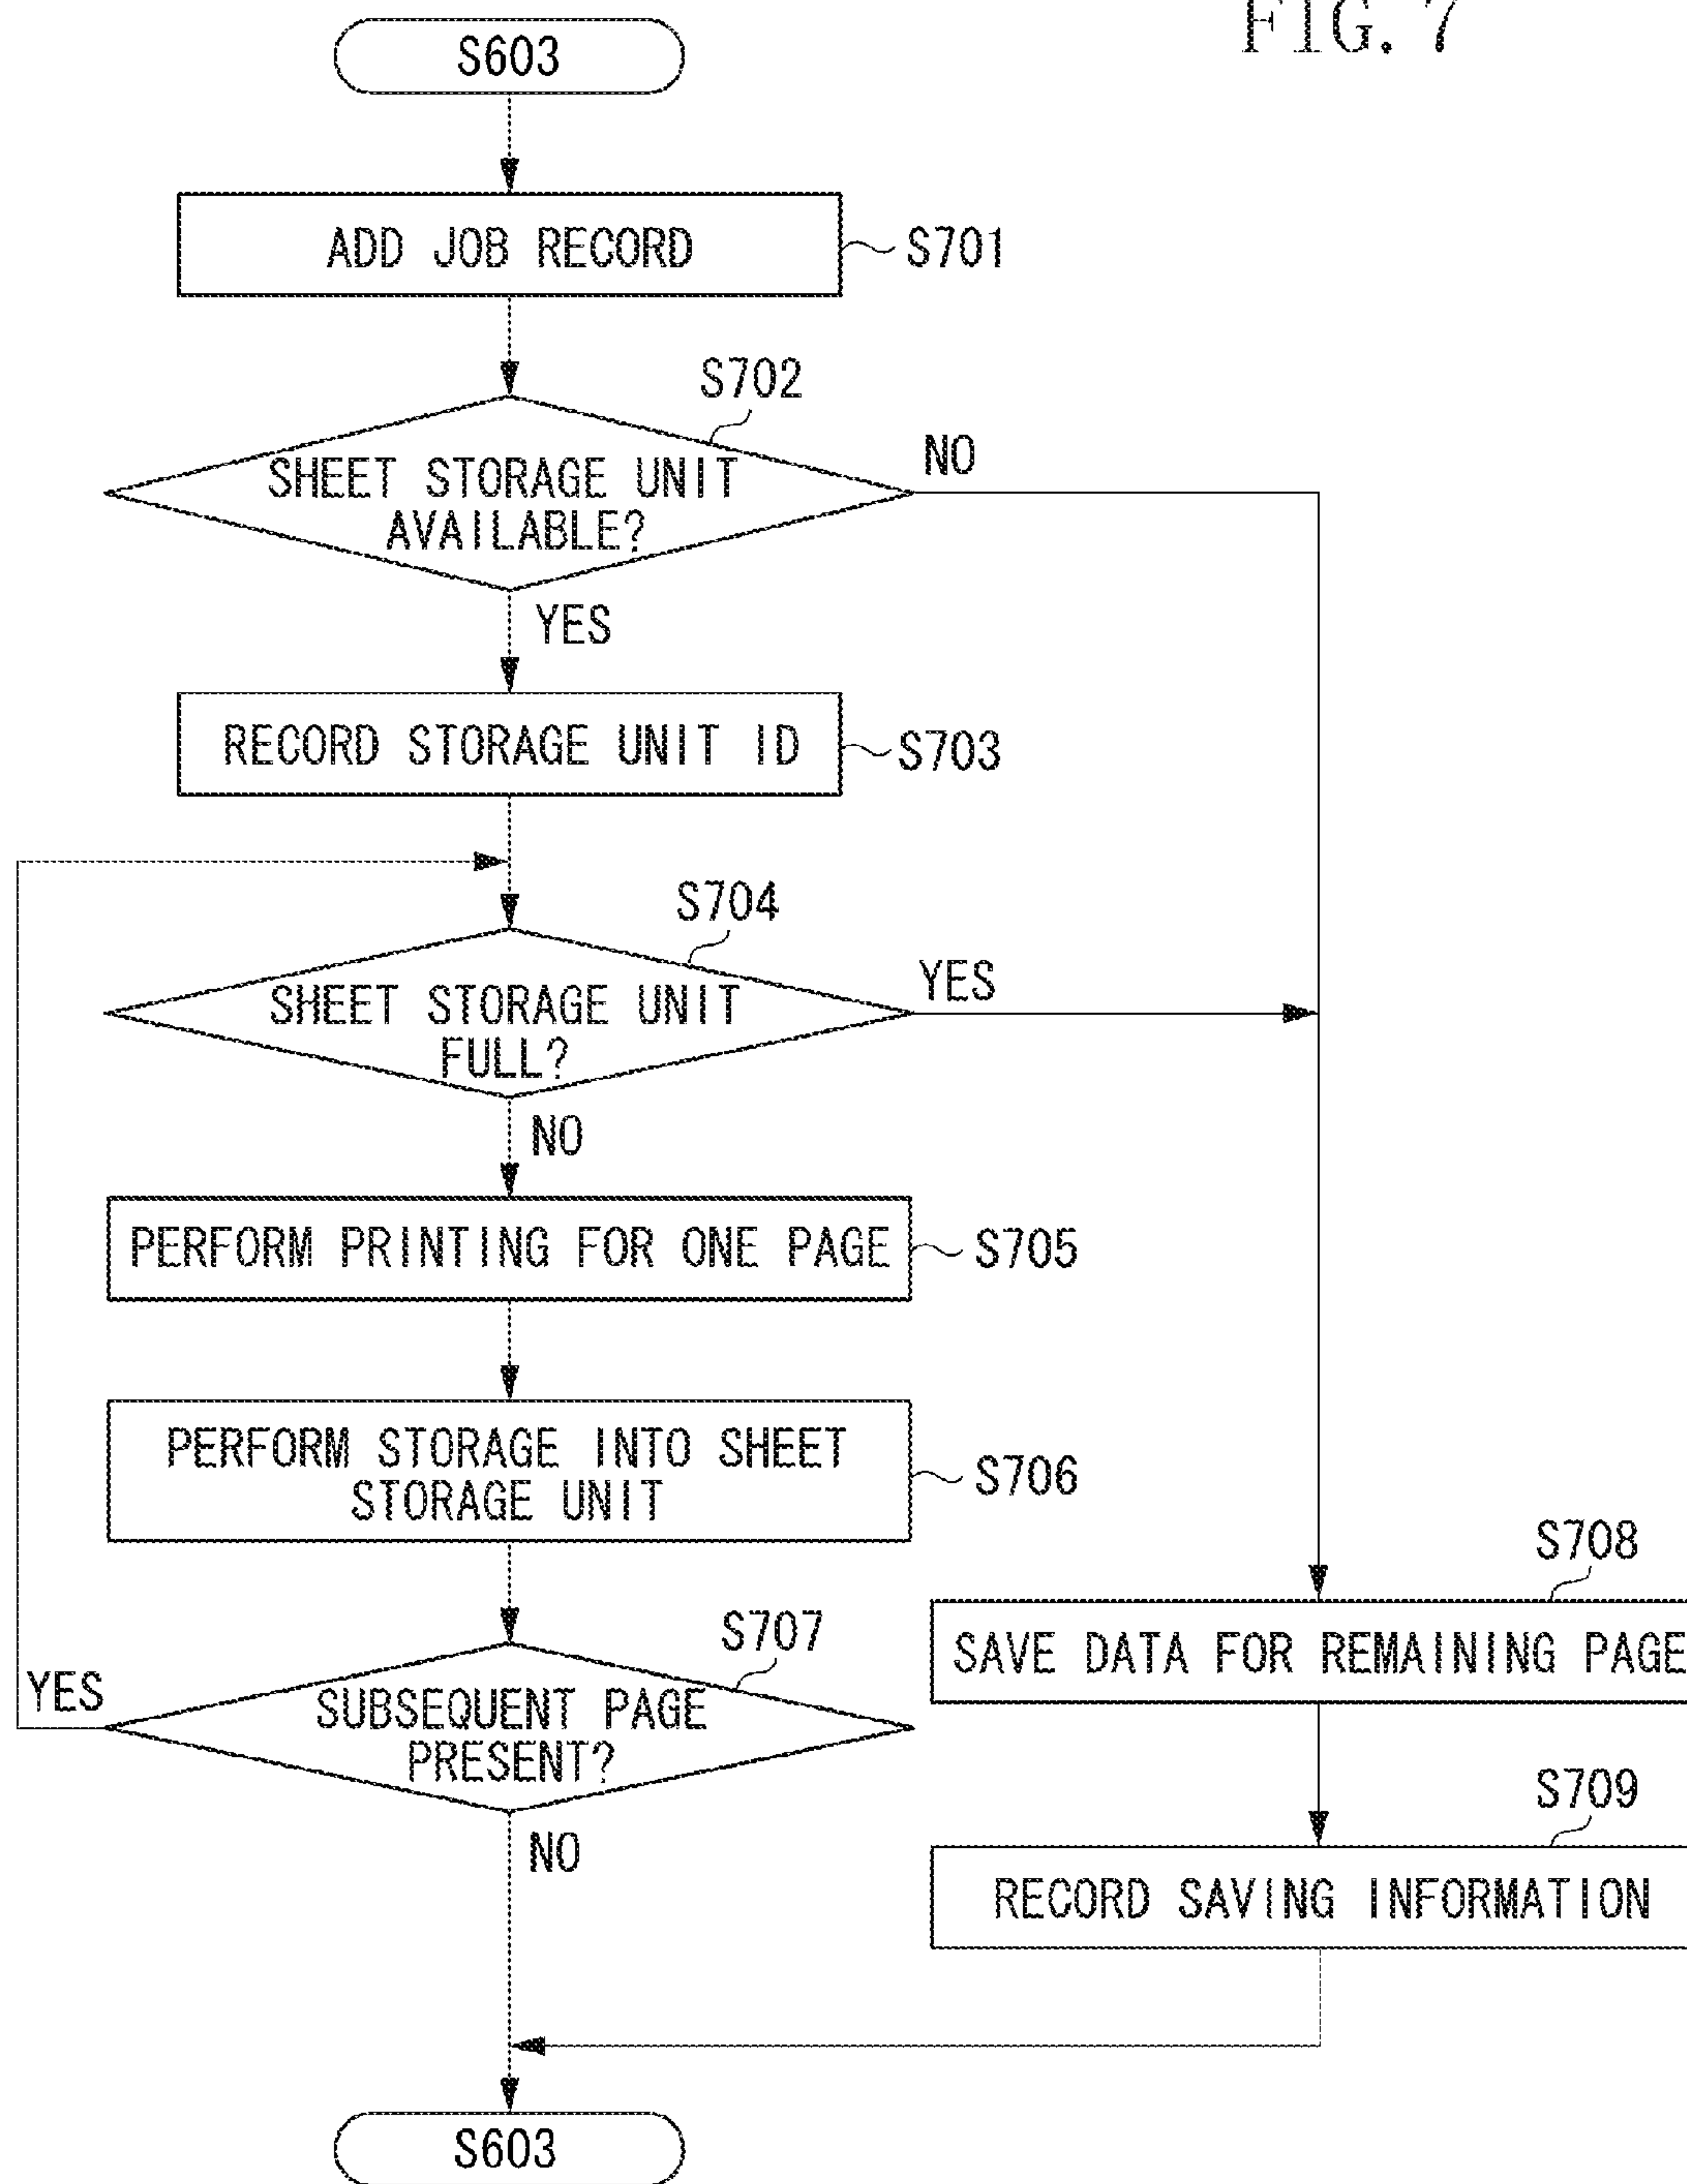 FIG. 7
S603
ADD JOB RECORD
S701
S702
SHEET STORAGE UNIT
AVAILABLE?
NO
YES
RECORD STORAGE UNIT ID
S703
S704
SHEET STORAGE UNIT
FULL?
YES
NO
PERFORM PRINTING FOR ONE PAGE
S705
PERFORM STORAGE INTO SHEET
STORAGE UNIT
S706
S707
SUBSEQUENT PAGE
PRESENT?
YES
NO
S708
SAVE DATA FOR REMAINING PAGE
S709
RECORD SAVING INFORMATION
S603